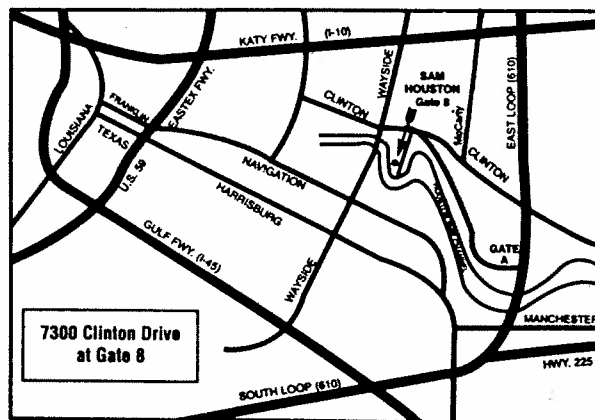 KATY FWY. (I-10)
WAYSIDE
SAM
HOUSTON
Gate 8
EAST LOOP (610)
LOUISIANA
FRANKLIN
TEXAS
EASTEX FWY.
U.S. 59
CLINTON
McCarty
CLINTON
NAVIGATION
HARRISBURG
GULF FWY. (I-45)
WAYSIDE
GATE
A
MANCHESTER
HWY. 225
SOUTH LOOP (610)
7300 Clinton Drive
at Gate 8